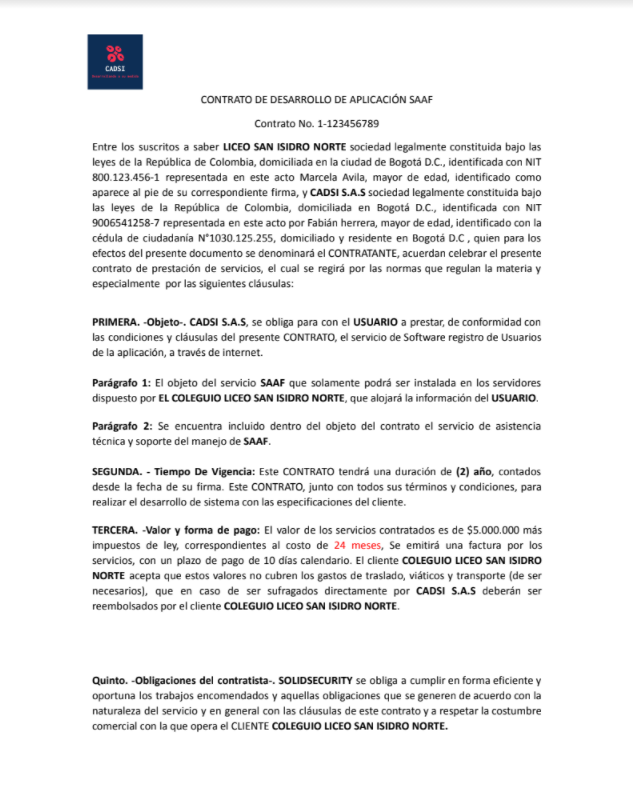 CADSI
CONTRATO DE DESARROLLO DE APLICACIÓN SAAF
Contrato No. 1-123456789
Entre los suscritos a saber LICEO SAN ISIDRO NORTE sociedad legalmente constituida bajo las
leyes de la República de Colombia, domiciliada en la ciudad de Bogotá D.C., identificada con NIT
800.123.456-1 representada en este acto Marcela Avila, mayor de edad, identificado como
aparece al pie de su correspondiente firma, y CADSI S.A.S sociedad legalmente constituida bajo
las leyes de la República de Colombia, domiciliada en Bogotá D.C., identificada con NIT
9006541258-7 representada en este acto por Fabián herrera, mayor de edad, identificado con la
cédula de ciudadanía N°1030.125.255, domiciliado y residente en Bogotá D.C , quien para los
efectos del presente documento se denominará el CONTRATANTE, acuerdan celebrar el presente
contrato de prestación de servicios, el cual se regirá por las normas que regulan la materia y
especialmente por las siguientes cláusulas:
PRIMERA. -Objeto-. CADSI S.A.S, se obliga para con el USUARIO a prestar, de conformidad con
las condiciones y cláusulas del presente CONTRATO, el servicio de Software registro de Usuarios
de la aplicación, a través de internet.
Parágrafo 1: El objeto del servicio SAAF que solamente podrá ser instalada en los servidores
dispuesto por EL COLEGUIO LICEO SAN ISIDRO NORTE, que alojará la información del USUARIO.
Parágrafo 2: Se encuentra incluido dentro del objeto del contrato el servicio de asistencia
técnica y soporte del manejo de SAAF.
SEGUNDA. - Tiempo De Vigencia: Este CONTRATO tendrá una duración de (2) año, contados
desde la fecha de su firma. Este CONTRATO, junto con todos sus términos y condiciones, para
realizar el desarrollo de sistema con las especificaciones del cliente.
TERCERA. -Valor y forma de pago: El valor de los servicios contratados es de $5.000.000 más
impuestos de ley, correspondientes al costo de 24 meses, Se emitirá una factura por los
servicios, con un plazo de pago de 10 días calendario. El cliente COLEGUIO LICEO SAN ISIDRO
NORTE acepta que estos valores no cubren los gastos de traslado, viáticos y transporte (de ser
necesarios), que en caso de ser sufragados directamente por CADSI S.A.S deberán ser
reembolsados por el cliente COLEGUIO LICEO SAN ISIDRO NORTE.
Quinto. -Obligaciones del contratista-. SOLIDSECURITY se obliga a cumplir en forma eficiente y
oportuna los trabajos encomendados y aquellas obligaciones que se generen de acuerdo con la
naturaleza del servicio y en general con las cláusulas de este contrato y a respetar la costumbre
comercial con la que opera el CLIENTE COLEGUIO LICEO SAN ISIDRO NORTE.